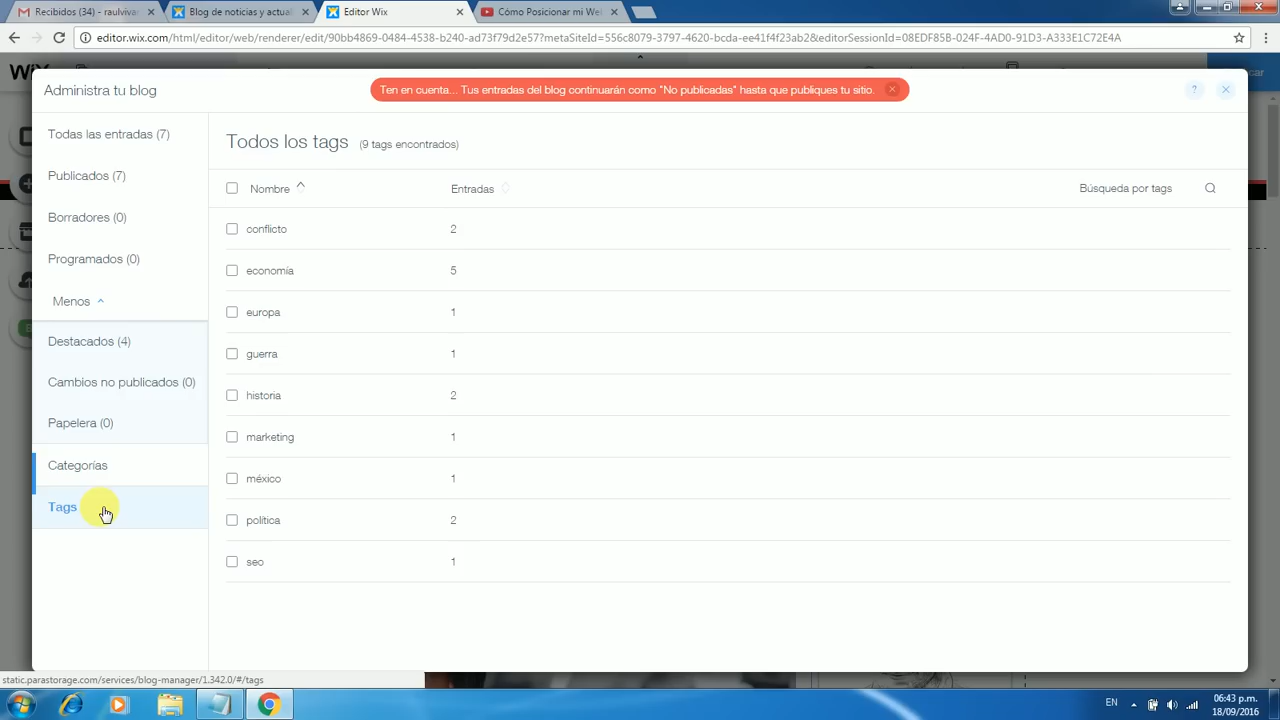 Recibidos (34) - raulivar
Blog de noticias y actual
Editor Wix
Cómo Posicionar mi We
editor.wix.com/html/editor/web/renderer/edit/90bb4869-0484-4538-b240-ad73f79d2e57?metaSiteId=556c8079-3797-4620-bcda-ee41f4f23ab2&editorSessionId=08EDF85B-024F-4AD0-91D3-A333E1C72E4A
Administra tu blog
Ten en cuenta... Tus entradas del blog continuarán como "No publicadas" hasta que publiques tu sitio.
?
Todas las entradas (7)
Publicados (7)
Borradores (0)
Programados (0)
Menos
Destacados (4)
Cambios no publicados (0)
Papelera (0)
Categorías
Tags
Todos los tags (9 tags encontrados)
Nombre Entradas Búsqueda por tags
conflicto 2
economía 5
europa 1
guerra 1
historia 2
marketing 1
méxico 1
política 2
seo 1
static.parastorage.com/services/blog-manager/1.342.0/#/tags
EN
06:43 p.m.
18/09/2016